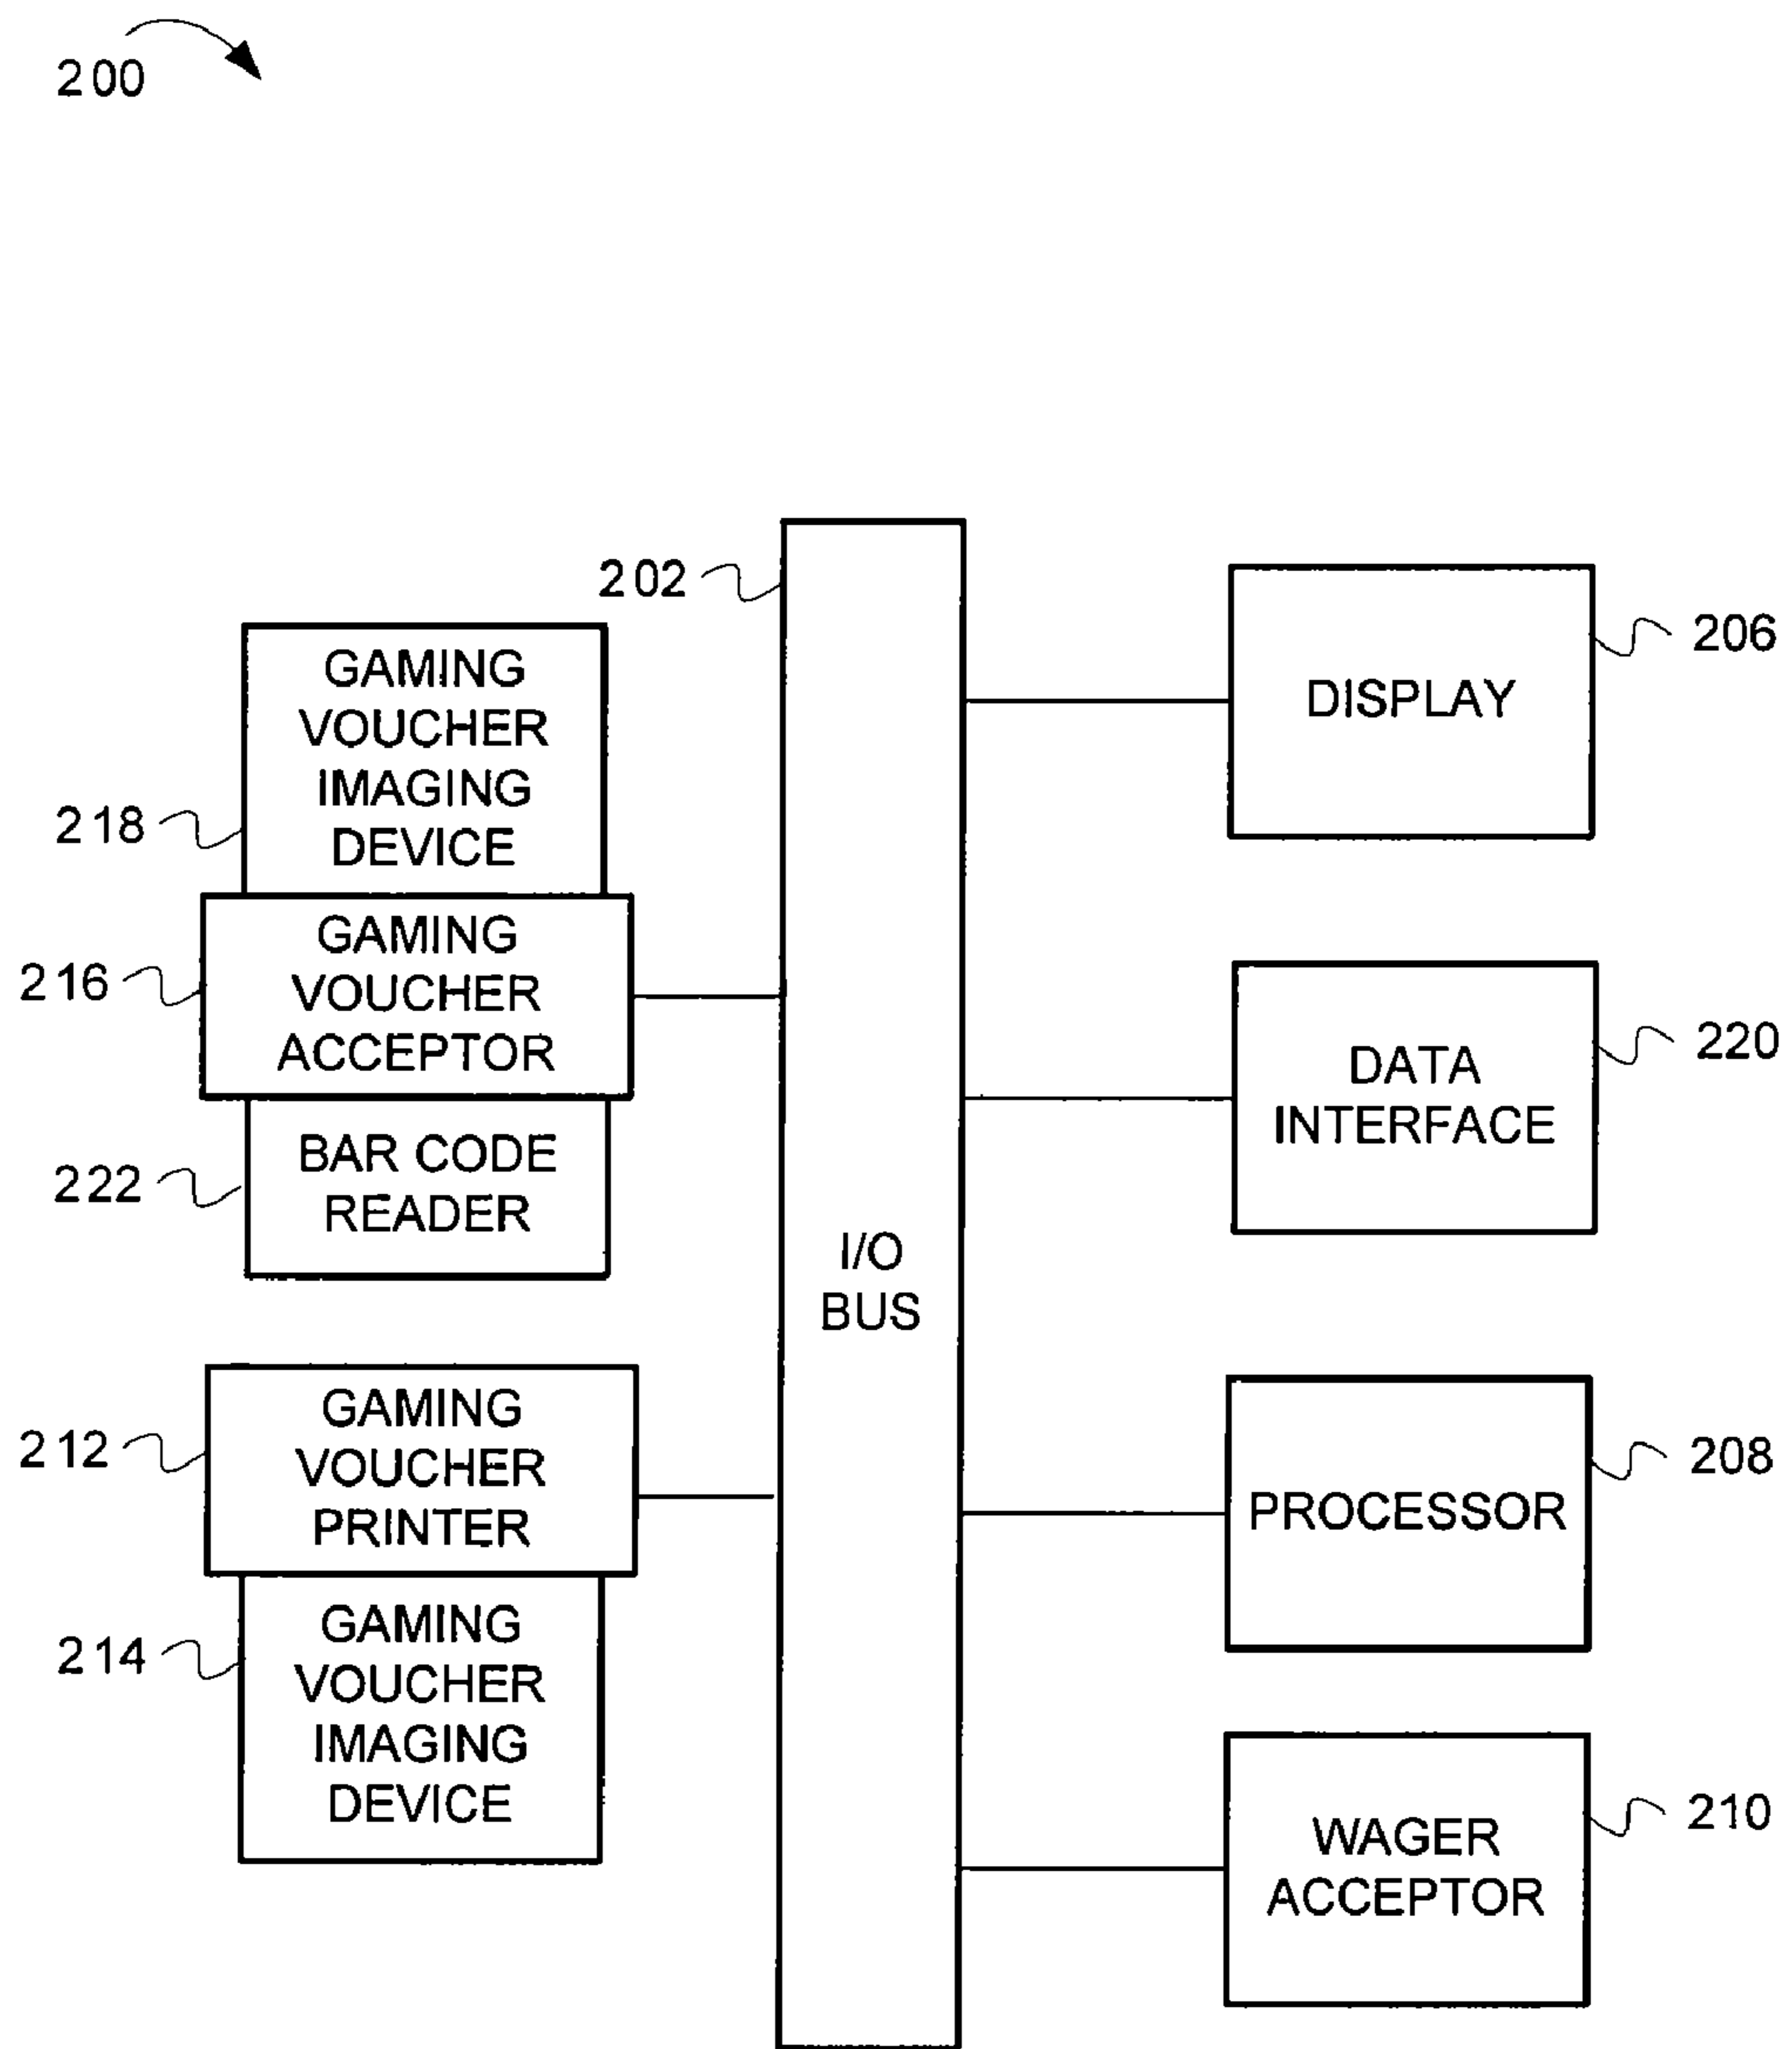 200
202
GAMING
VOUCHER
IMAGING
DEVICE
218
GAMING
VOUCHER
ACCEPTOR
216
BAR CODE
READER
222
GAMING
VOUCHER
PRINTER
212
GAMING
VOUCHER
IMAGING
DEVICE
214
I/O
BUS
DISPLAY
206
DATA
INTERFACE
220
PROCESSOR
208
WAGER
ACCEPTOR
210